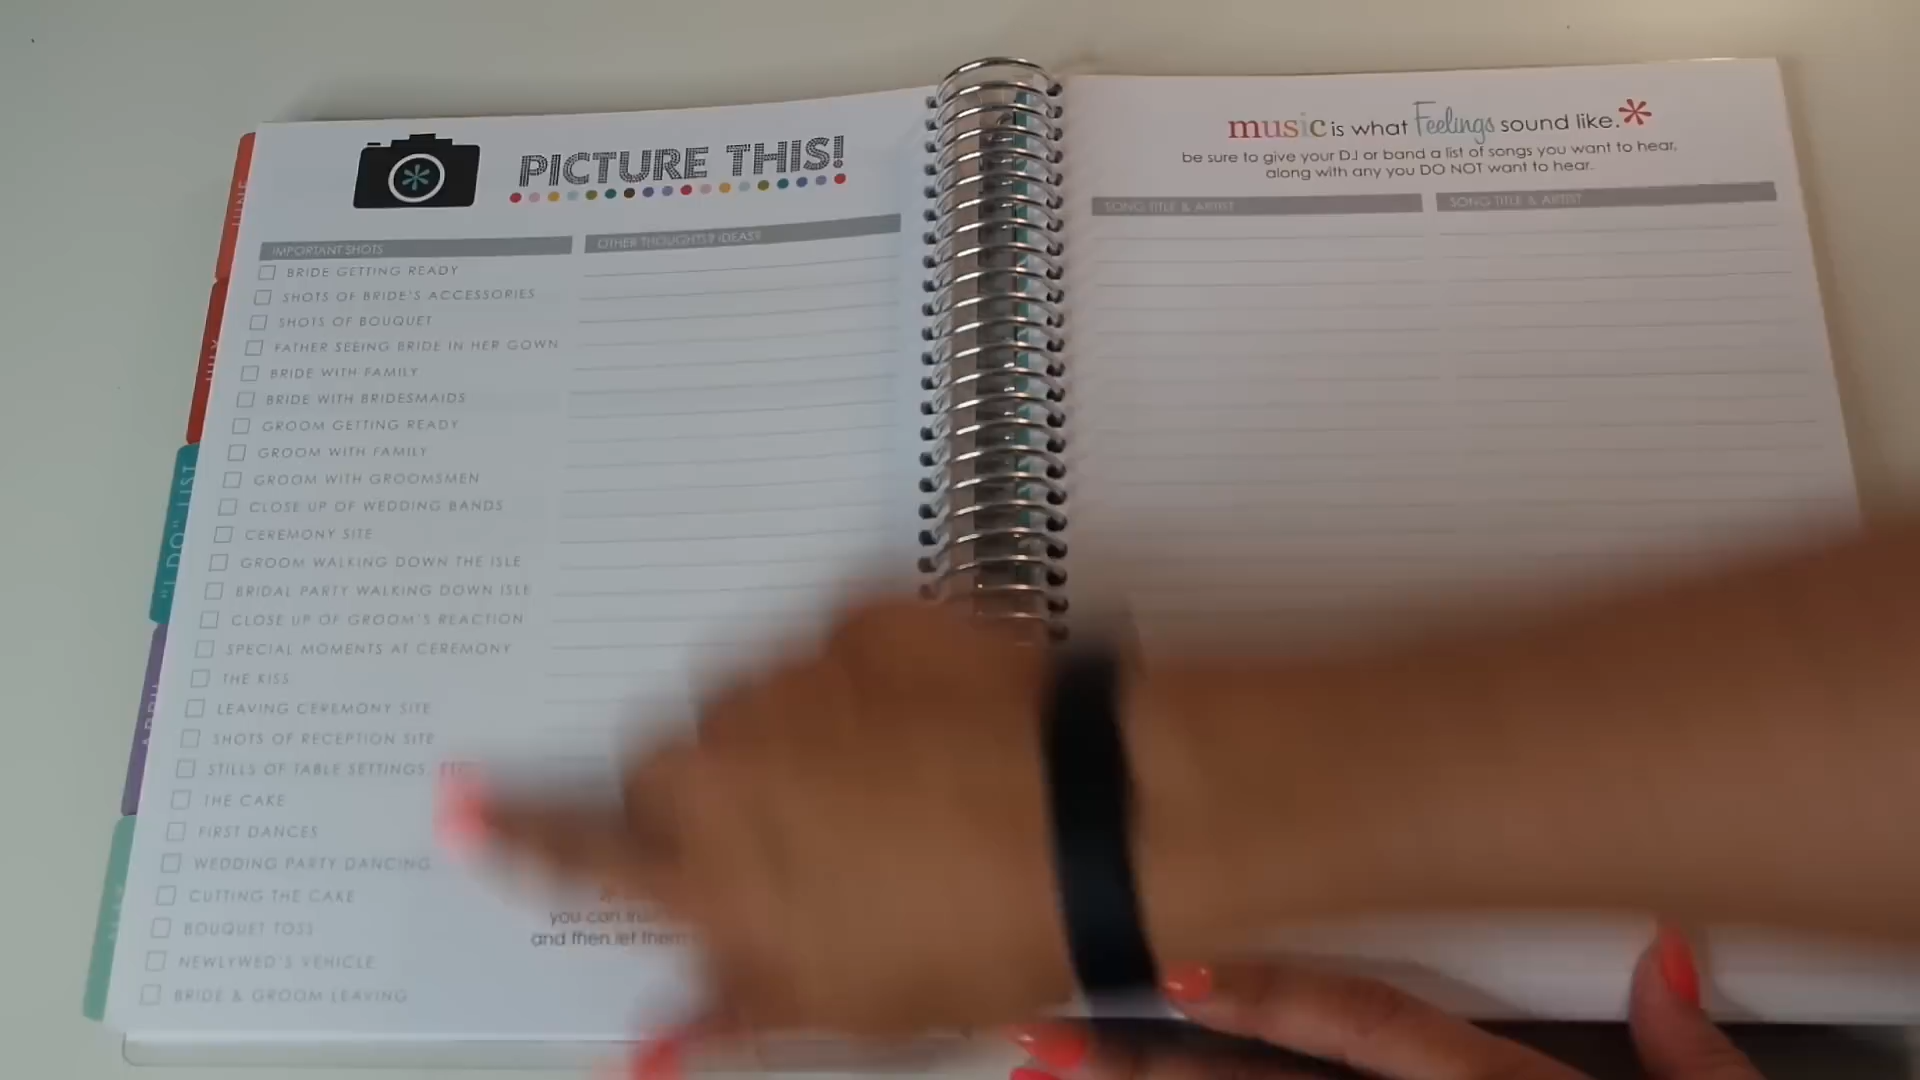 PICTURE THIS!
IMPORTANT SHOTS
BRIDE GETTING READY
SHOTS OF BRIDE'S ACCESSORIES
SHOTS OF BOUQUET
FATHER SEEING BRIDE IN HER GOWN
BRIDE WITH FAMILY
BRIDE WITH BRIDESMAIDS
GROOM GETTING READY
GROOM WITH FAMILY
GROOM WITH GROOMSMEN
CLOSE UP OF WEDDING BANDS
CEREMONY SITE
GROOM WALKING DOWN THE ISLE
BRIDAL PARTY WALKING DOWN ISLE
CLOSE UP OF GROOM'S REACTION
SPECIAL MOMENTS AT CEREMONY
THE KISS
LEAVING CEREMONY SITE
SHOTS OF RECEPTION SITE
STILLS OF TABLE SETTINGS,
THE CAKE
FIRST DANCES
WEDDING PARTY DANCING
CUTTING THE CAKE
BOUQUET TOSS
NEWLYWED'S VEHICLE
BRIDE & GROOM LEAVING
OTHER THOUGHTS? IDEAS?
you can
and then let them
JUNE
JULY
"I DO" LIST
APRIL
music is what Feelings sound like.*
be sure to give your DJ or band a list of songs you want to hear,
along with any you DO NOT want to hear.
SONG TITLE & ARTIST
SONG TITLE & ARTIST